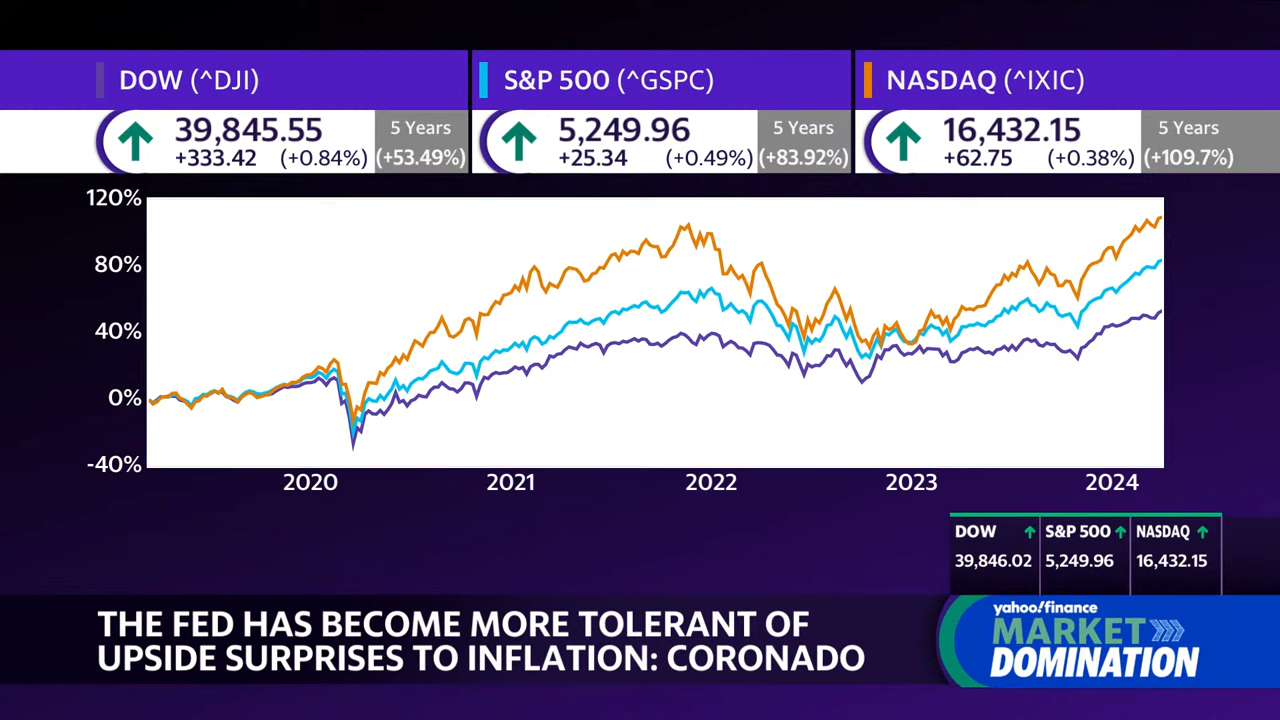 DOW (^DJI)
39,845.55
+333.42 (+0.84%)
5 Years
(+53.49%)
S&P 500 (^GSPC)
5,249.96
+25.34 (+0.49%)
5 Years
(+83.92%)
NASDAQ (^IXIC)
16,432.15
+62.75 (+0.38%)
5 Years
(+109.7%)
120%
80%
40%
0%
-40%
2020 2021 2022 2023 2024
DOW S&P 500 NASDAQ
39,846.02 5,249.96 16,432.15
THE FED HAS BECOME MORE TOLERANT OF
UPSIDE SURPRISES TO INFLATION: CORONADO
yahoo!finance
MARKET
DOMINATION